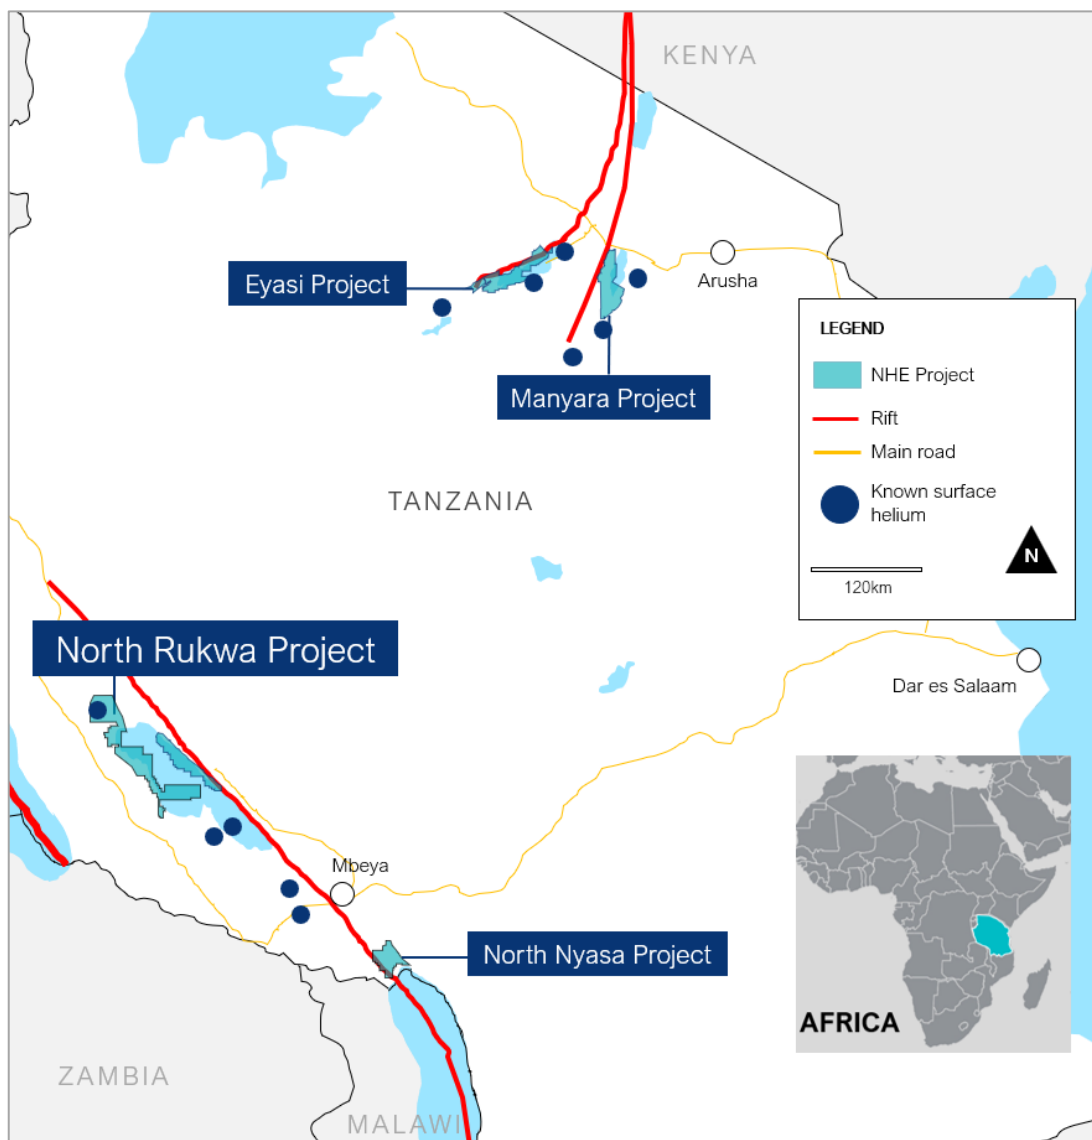 KENYA
Eyasi Project
Arusha
Manyara Project
LEGEND
NHE Project
Rift
Main road
Known surface
helium
N
120km
TANZANIA
North Rukwa Project
Dar es Salaam
Mbeya
North Nyasa Project
AFRICA
ZAMBIA
MALAWI